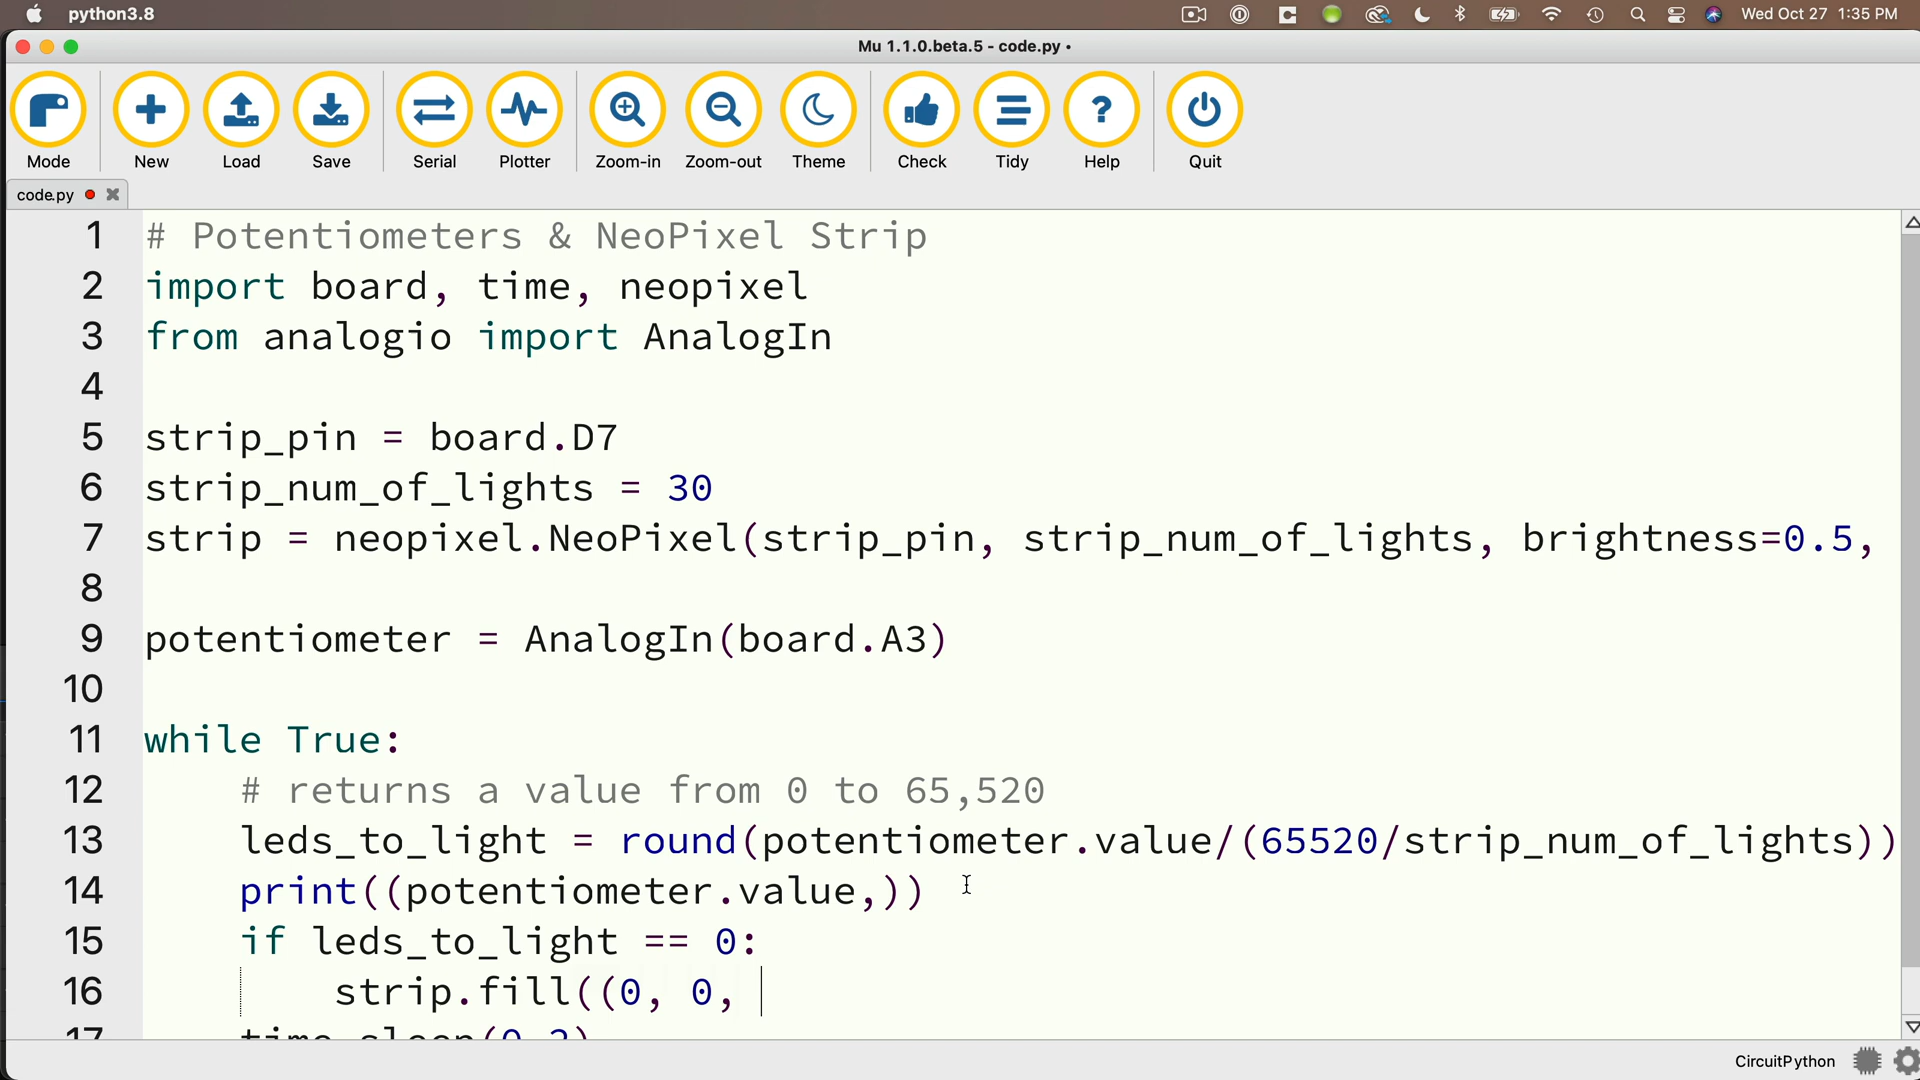 python3.8
Wed Oct 27 1:35 PM
Mu 1.1.0.beta.5 - code.py •
Mode New Load Save Serial Plotter Zoom-in Zoom-out Theme Check Tidy Help Quit
code.py
1 # Potentiometers & NeoPixel Strip
2 import board, time, neopixel
3 from analogio import AnalogIn
4
5 strip_pin = board.D7
6 strip_num_of_lights = 30
7 strip = neopixel.NeoPixel(strip_pin, strip_num_of_lights, brightness=0.5,
8
9 potentiometer = AnalogIn(board.A3)
10
11 while True:
12 # returns a value from 0 to 65,520
13 leds_to_light = round(potentiometer.value/(65520/strip_num_of_lights))
14 print((potentiometer.value,))
15 if leds_to_light == 0:
16 strip.fill((0, 0,
17 time.sleep(0.2)
CircuitPython